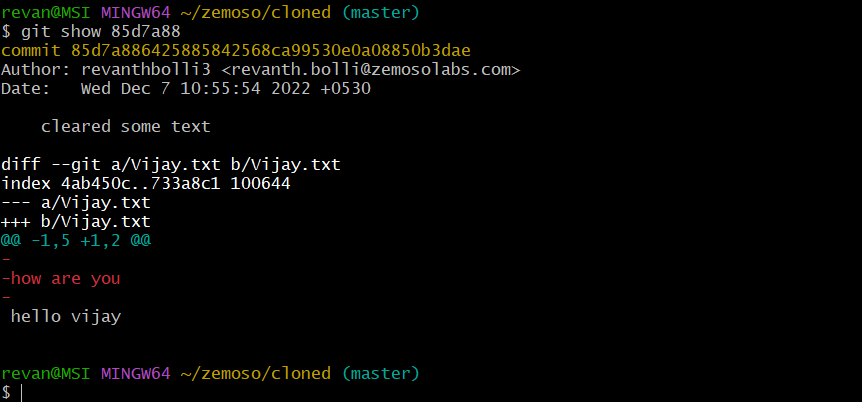 revan@MSI MINGW64 ~/zemoso/cloned (master)
$ git show 85d7a88
commit 85d7a886425885842568ca99530e0a08850b3dae
Author: revanthbolli3 <revanth.bolli@zemosolabs.com>
Date:   Wed Dec 7 10:55:54 2022 +0530
    cleared some text
diff --git a/Vijay.txt b/Vijay.txt
index 4ab450c..733a8c1 100644
--- a/Vijay.txt
+++ b/Vijay.txt
@@ -1,5 +1,2 @@
-
-how are you
-
 hello vijay
revan@MSI MINGW64 ~/zemoso/cloned (master)
$